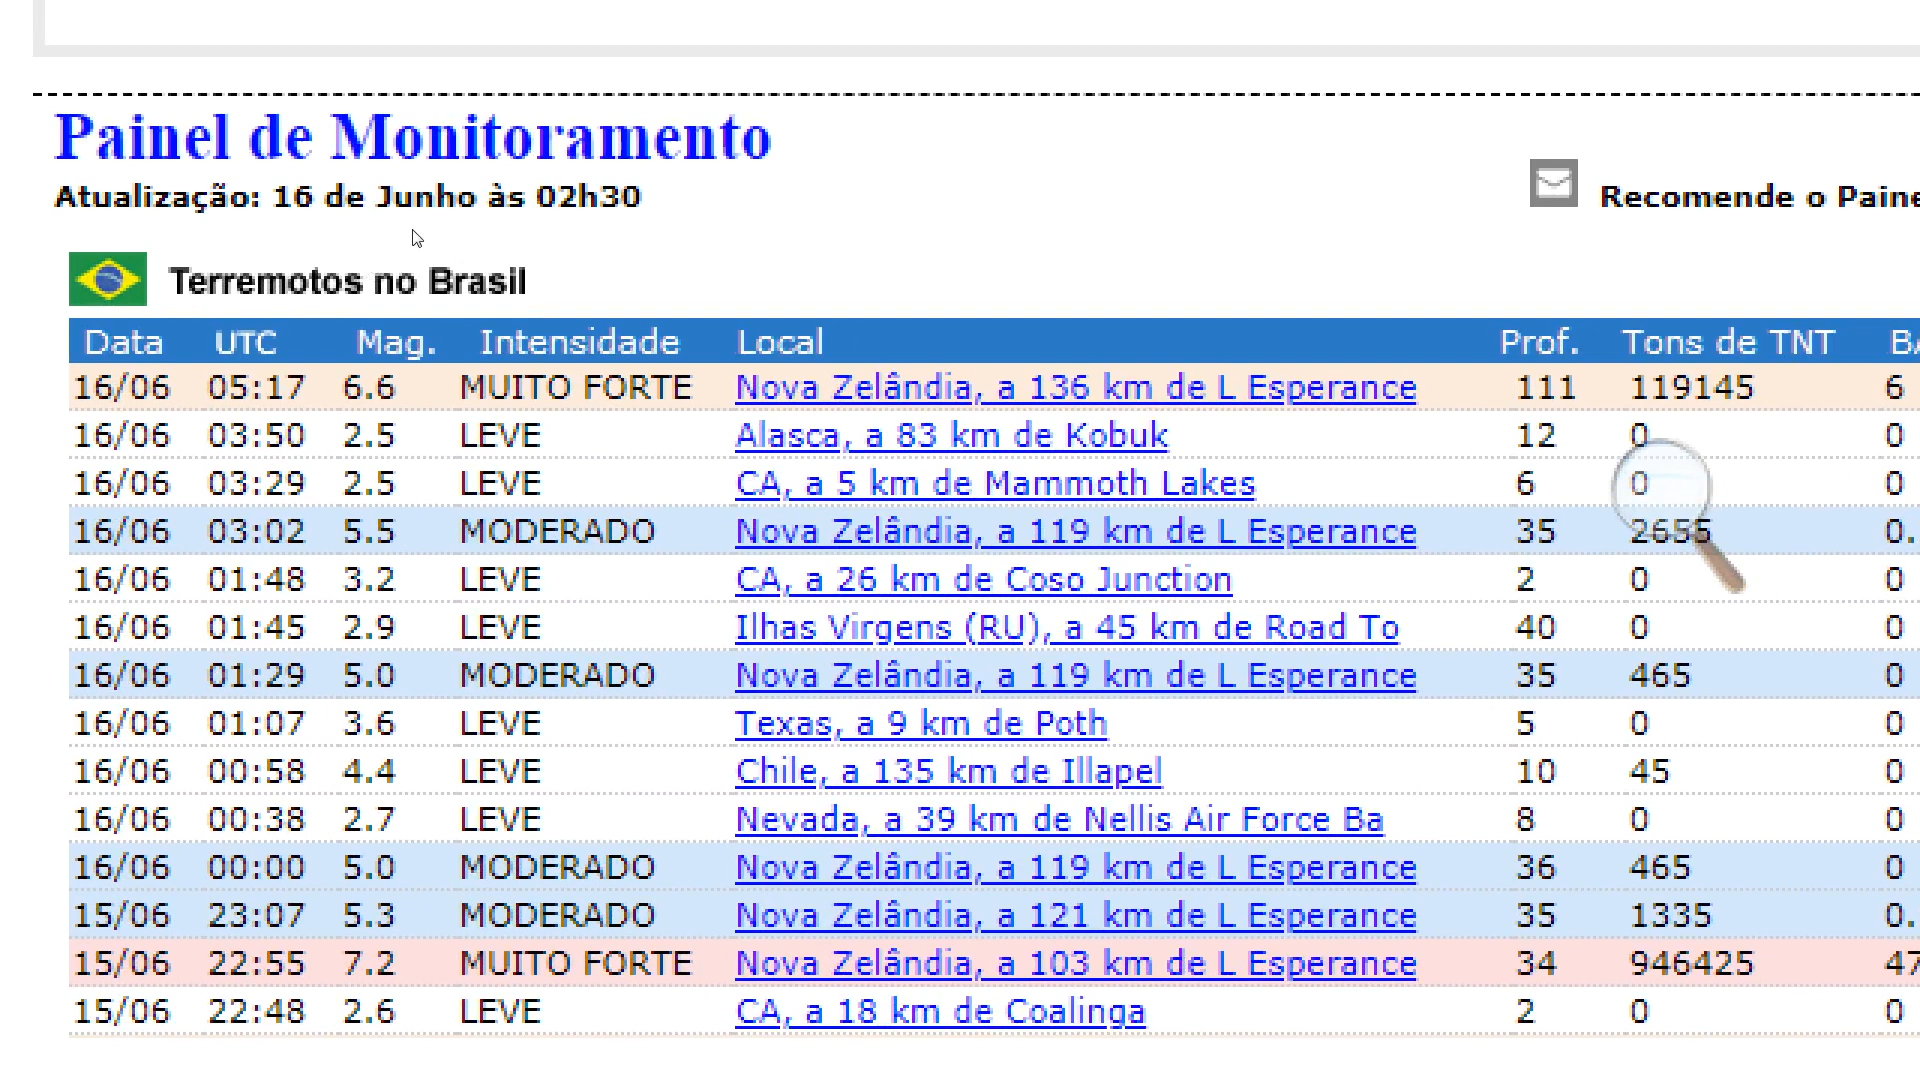 Painel de Monitoramento
Atualização: 16 de Junho às 02h30
Recomende o Paine
Terremotos no Brasil
Data UTC Mag. Intensidade Local Prof. Tons de TNT BA
16/06 05:17 6.6 MUITO FORTE Nova Zelândia, a 136 km de L Esperance 111 119145 6
16/06 03:50 2.5 LEVE Alasca, a 83 km de Kobuk 12 0 0
16/06 03:29 2.5 LEVE CA, a 5 km de Mammoth Lakes 6 0 0
16/06 03:02 5.5 MODERADO Nova Zelândia, a 119 km de L Esperance 35 2655 0.
16/06 01:48 3.2 LEVE CA, a 26 km de Coso Junction 2 0 0
16/06 01:45 2.9 LEVE Ilhas Virgens (RU), a 45 km de Road To 40 0 0
16/06 01:29 5.0 MODERADO Nova Zelândia, a 119 km de L Esperance 35 465 0
16/06 01:07 3.6 LEVE Texas, a 9 km de Poth 5 0 0
16/06 00:58 4.4 LEVE Chile, a 135 km de Illapel 10 45 0
16/06 00:38 2.7 LEVE Nevada, a 39 km de Nellis Air Force Ba 8 0 0
16/06 00:00 5.0 MODERADO Nova Zelândia, a 119 km de L Esperance 36 465 0
15/06 23:07 5.3 MODERADO Nova Zelândia, a 121 km de L Esperance 35 1335 0.
15/06 22:55 7.2 MUITO FORTE Nova Zelândia, a 103 km de L Esperance 34 946425 47
15/06 22:48 2.6 LEVE CA, a 18 km de Coalinga 2 0 0